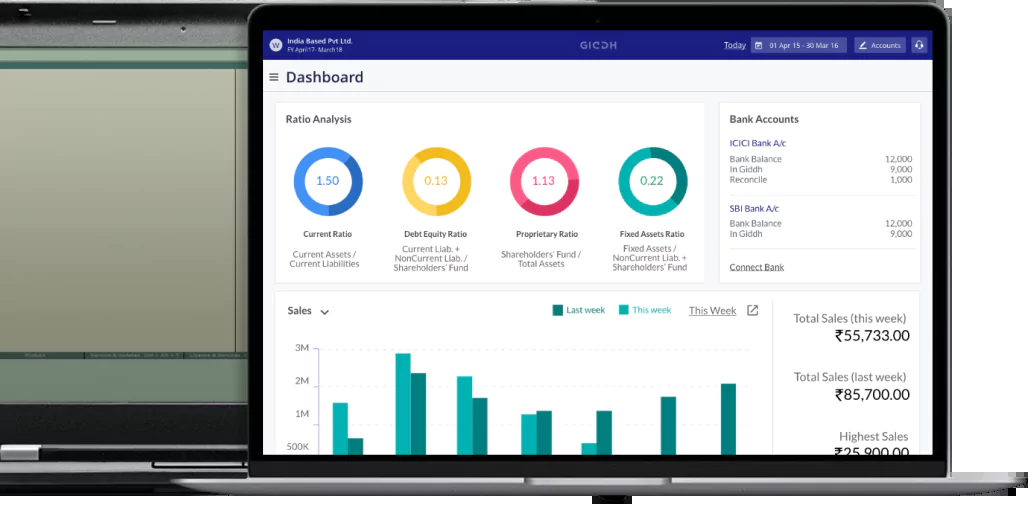 W
India Based Pvt Ltd.
FY April17- March18
GIDDH
Today
01 Apr 15 - 30 Mar 16
Accounts
Dashboard
Ratio Analysis
1.50
0.13
1.13
0.22
Current Ratio
Debt Equity Ratio
Proprietary Ratio
Fixed Assets Ratio
Current Assets /
Current Liabilities
Current Liab. +
NonCurrent Liab. /
Shareholders' Fund
Shareholders' Fund /
Total Assets
Fixed Assets /
NonCurrent Liab. +
Shareholders' Fund
Bank Accounts
ICICI Bank A/c
Bank Balance 12,000
In Giddh 9,000
Reconcile 1,000
SBI Bank A/c
Bank Balance 12,000
In Giddh 9,000
Connect Bank
Sales
Last week
This week
This Week
3M
2M
1M
500K
Total Sales (this week)
₹55,733.00
Total Sales (last week)
₹85,700.00
Highest Sales
₹25,900.00